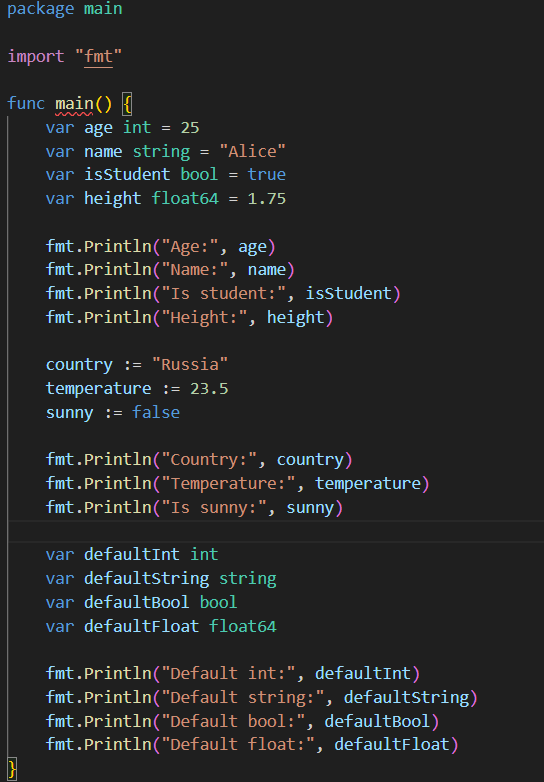 package main
import "fmt"
func main() {
var age int = 25
var name string = "Alice"
var isStudent bool = true
var height float64 = 1.75
fmt.Println("Age:", age)
fmt.Println("Name:", name)
fmt.Println("Is student:", isStudent)
fmt.Println("Height:", height)
country := "Russia"
temperature := 23.5
sunny := false
fmt.Println("Country:", country)
fmt.Println("Temperature:", temperature)
fmt.Println("Is sunny:", sunny)
var defaultInt int
var defaultString string
var defaultBool bool
var defaultFloat float64
fmt.Println("Default int:", defaultInt)
fmt.Println("Default string:", defaultString)
fmt.Println("Default bool:", defaultBool)
fmt.Println("Default float:", defaultFloat)
}